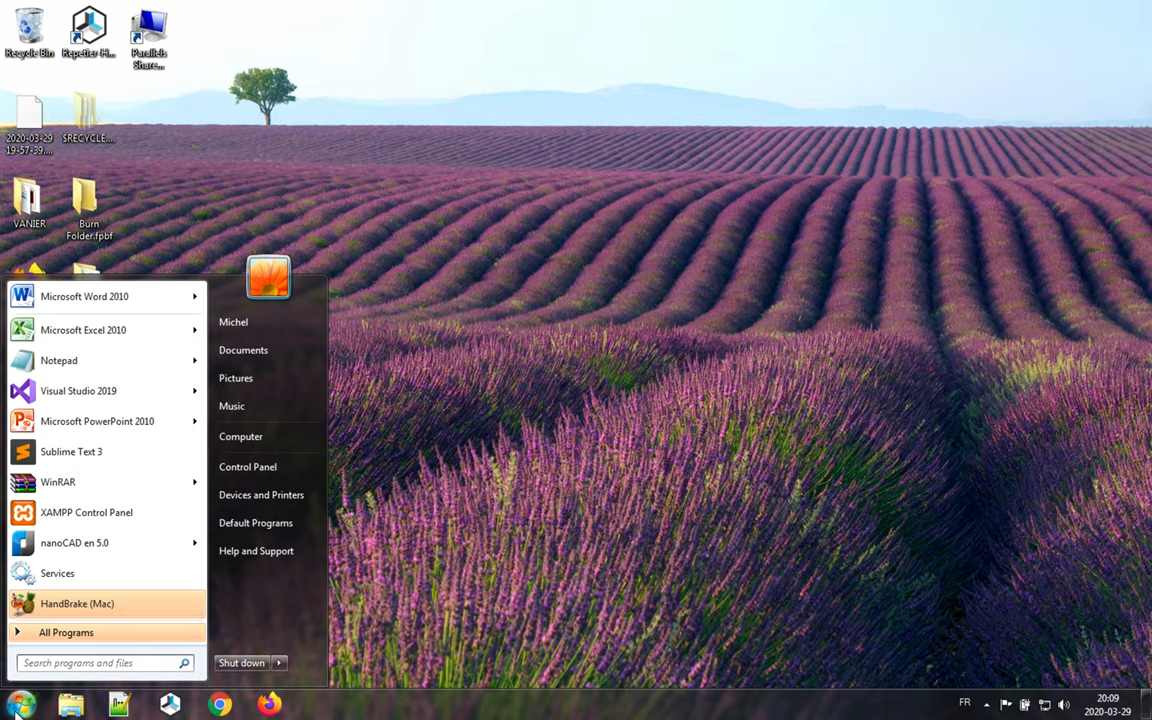 Recycle Bin
Repetier-H...
Parallels
Share...
2020-03-29
19-57-39....
$RECYCLE....
VANIER
Burn
Folder.fpbf
Microsoft Word 2010
Microsoft Excel 2010
Notepad
Visual Studio 2019
Microsoft PowerPoint 2010
Sublime Text 3
WinRAR
XAMPP Control Panel
nanoCAD en 5.0
Services
HandBrake (Mac)
All Programs
Search programs and files
Michel
Documents
Pictures
Music
Computer
Control Panel
Devices and Printers
Default Programs
Help and Support
Shut down
FR
20:09
2020-03-29